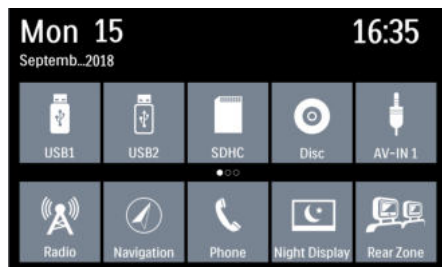 Mon 15 16:35
Septemb...2018
USB1 USB2 SDHC Disc AV-IN 1
Radio Navigation Phone Night Display Rear Zone